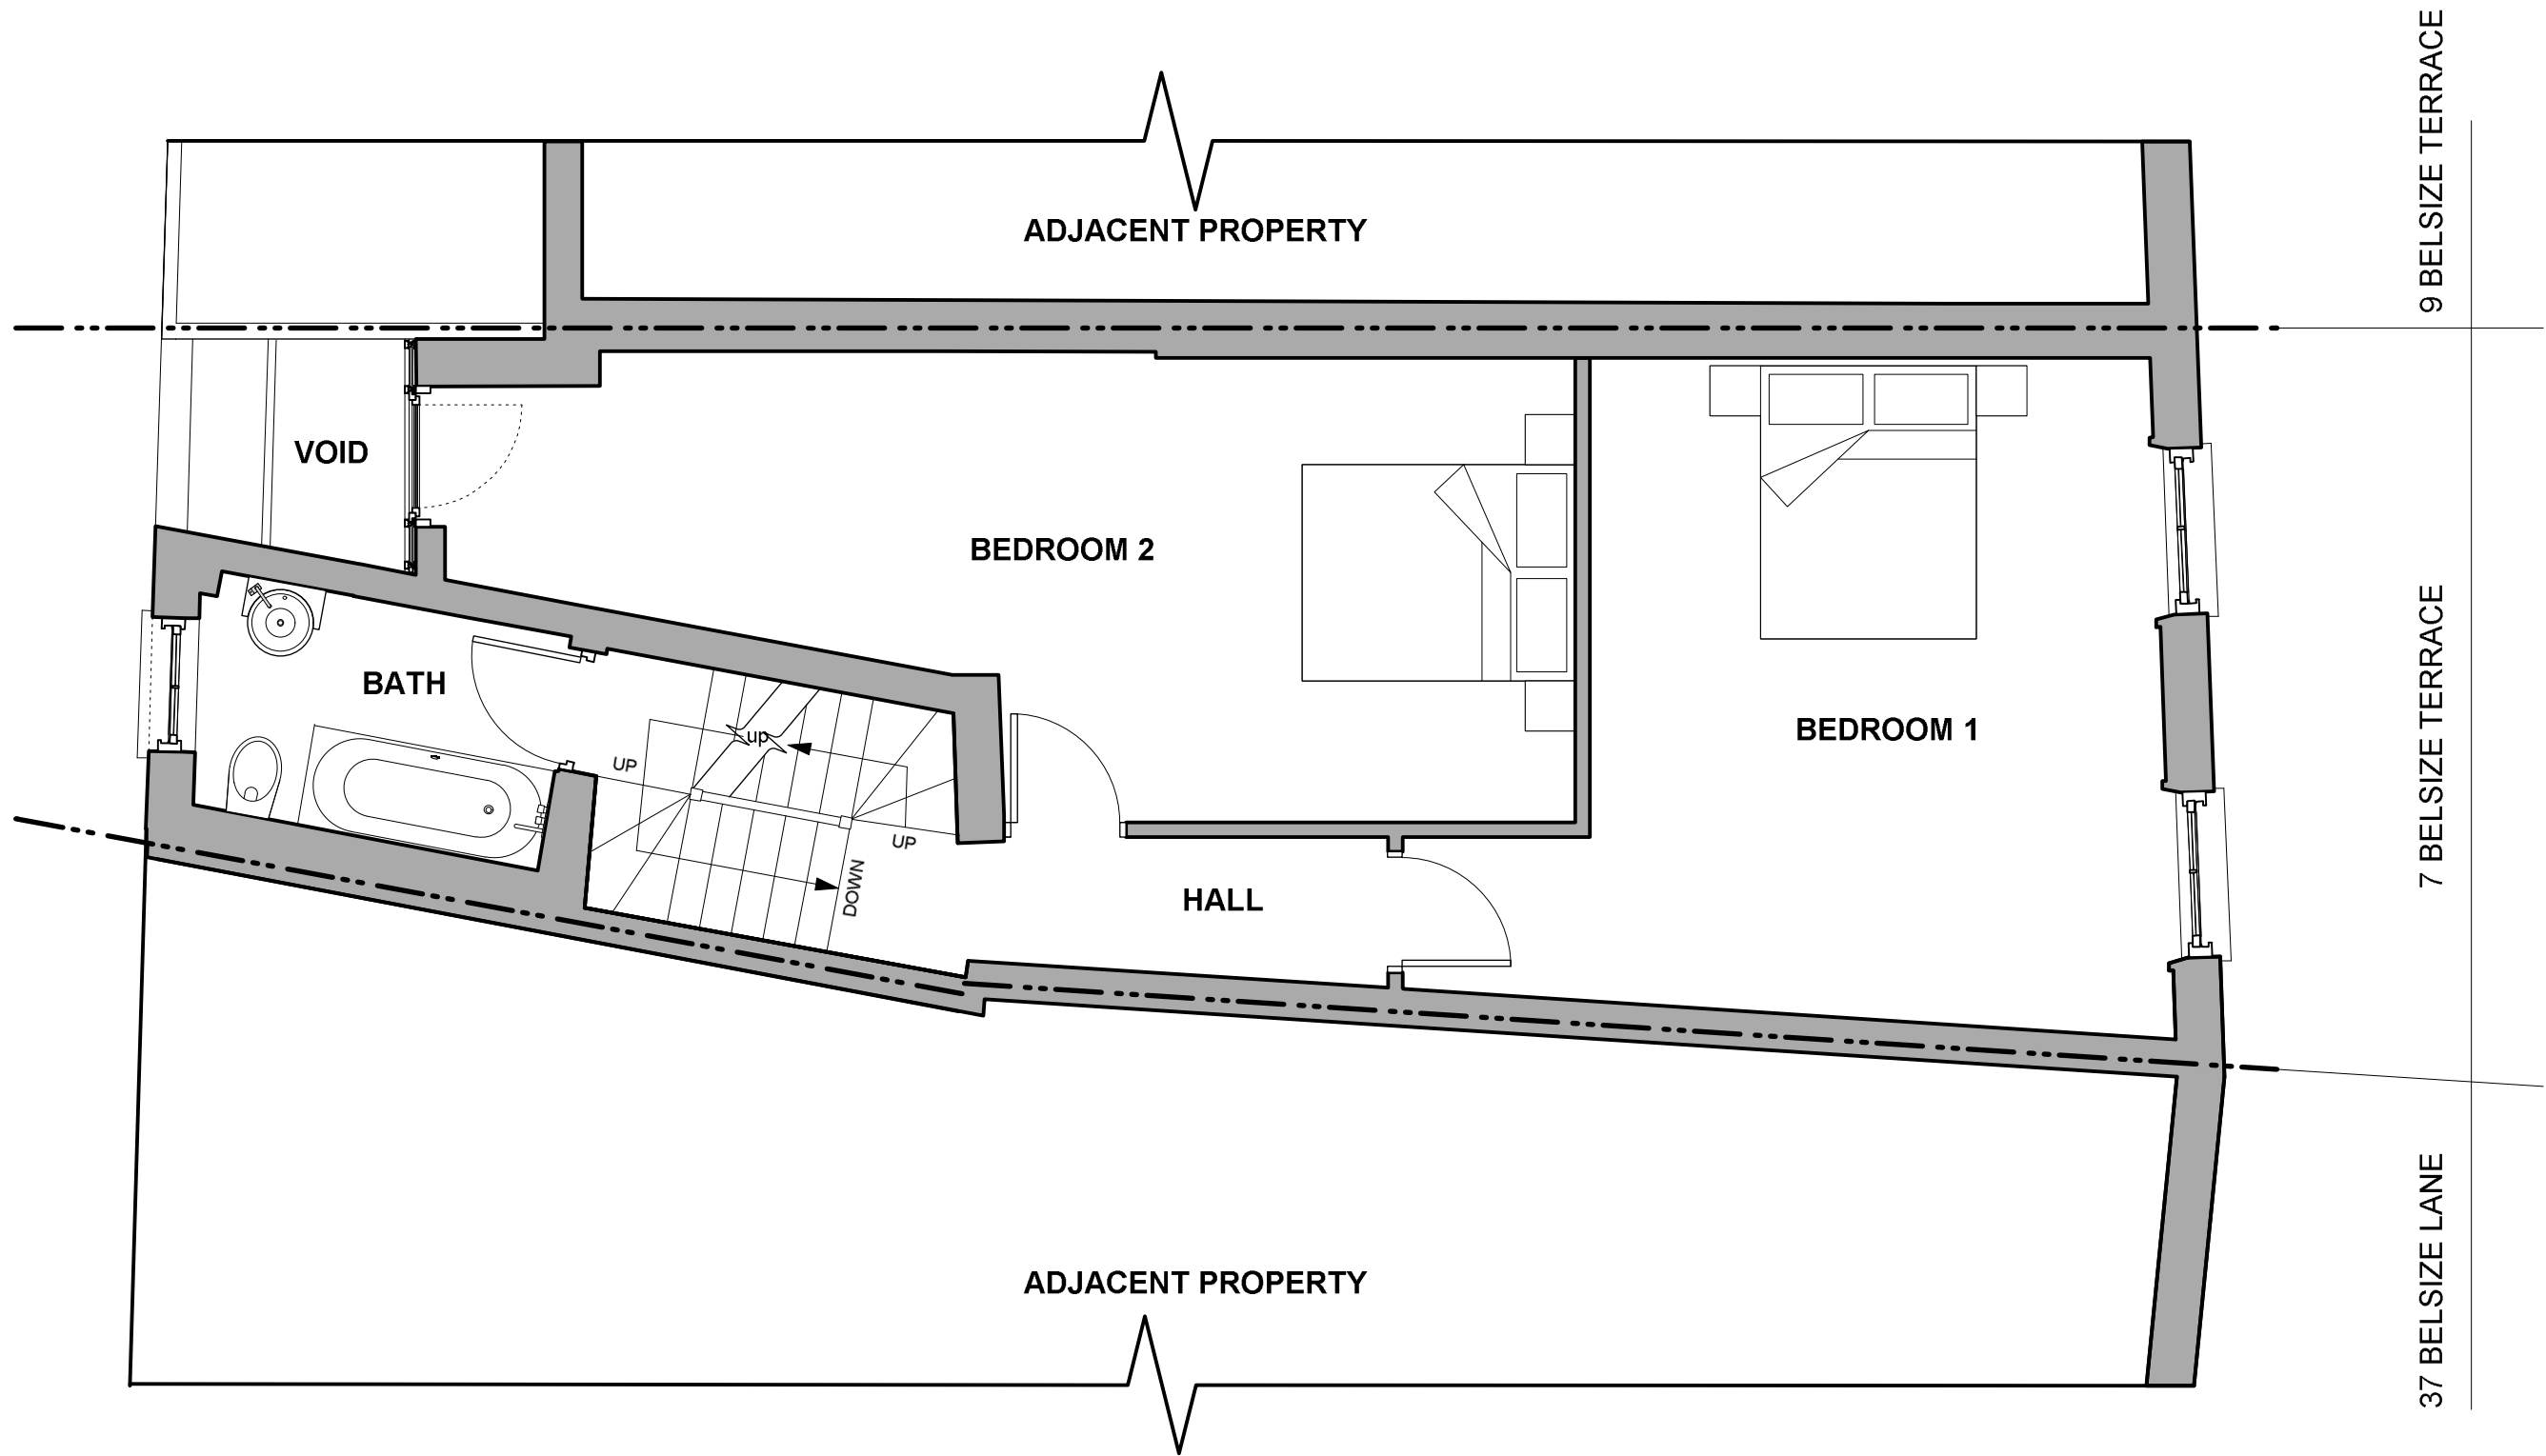 9 BELSIZE TERRACE
ADJACENT PROPERTY
VOID
BEDROOM 2
BATH
BEDROOM 1
7 BELSIZE TERRACE
up
UP
UP
DOWN
HALL
37 BELSIZE LANE
ADJACENT PROPERTY